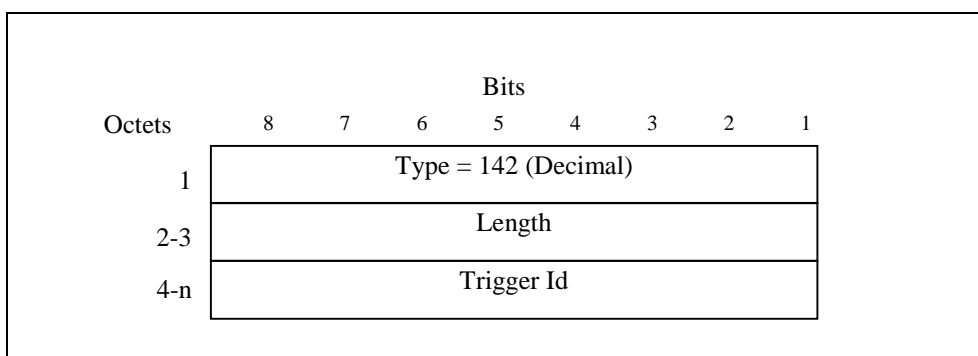 Bits
Octets 8 7 6 5 4 3 2 1
1 Type = 142 (Decimal)
2-3 Length
4-n Trigger Id